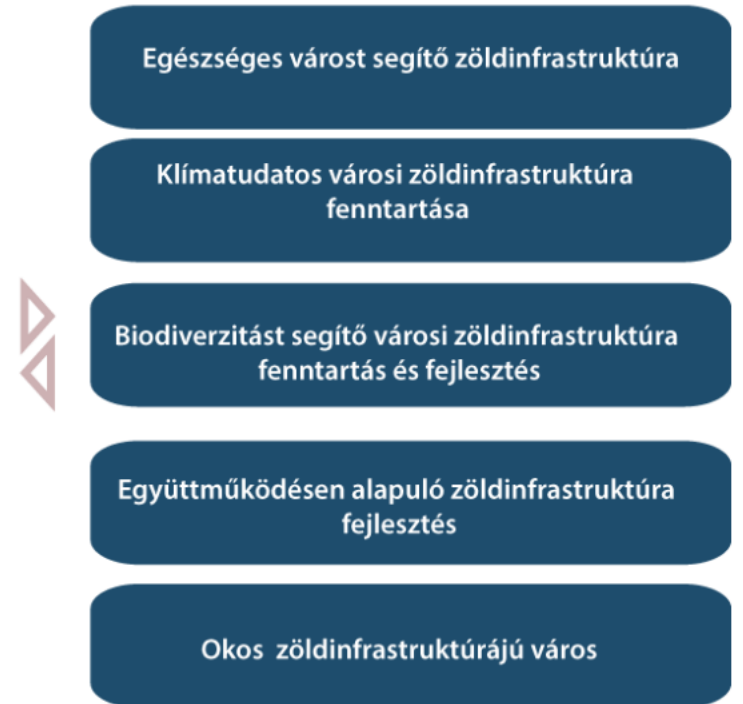 Egészséges várost segítő zöldinfrastruktúra
Klímatudatos városi zöldinfrastruktúra
fenntartása
Biodiverzitást segítő városi zöldinfrastruktúra
fenntartás és fejlesztés
Együttműködésen alapuló zöldinfrastruktúra
fejlesztés
Okos zöldinfrastruktúrájú város